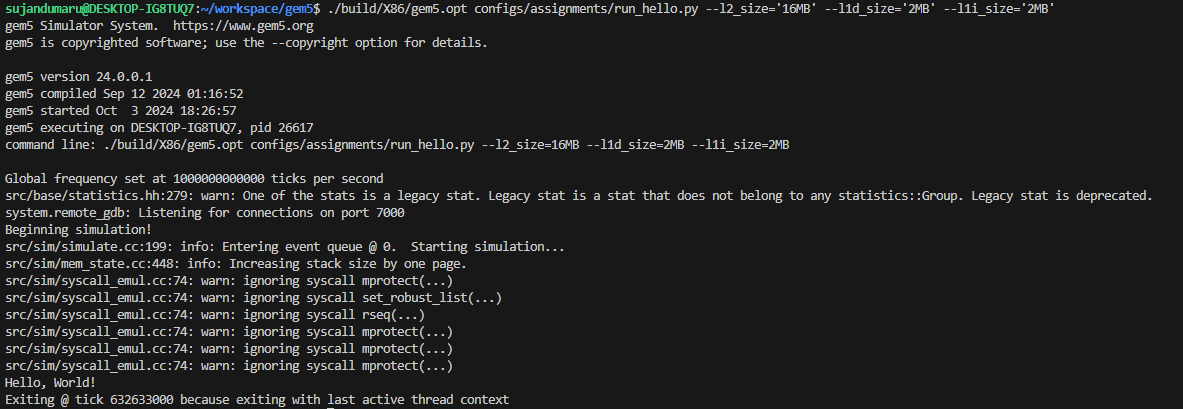 sujandumaru@DESKTOP-IG8TUQ7:~/workspace/gem5$ ./build/X86/gem5.opt configs/assignments/run_hello.py --l2_size='16MB' --l1d_size='2MB' --l1i_size='2MB'
gem5 Simulator System.  https://www.gem5.org
gem5 is copyrighted software; use the --copyright option for details.
gem5 version 24.0.0.1
gem5 compiled Sep 12 2024 01:16:52
gem5 started Oct  3 2024 18:26:57
gem5 executing on DESKTOP-IG8TUQ7, pid 26617
command line: ./build/X86/gem5.opt configs/assignments/run_hello.py --l2_size=16MB --l1d_size=2MB --l1i_size=2MB
Global frequency set at 1000000000000 ticks per second
src/base/statistics.hh:279: warn: One of the stats is a legacy stat. Legacy stat is a stat that does not belong to any statistics::Group. Legacy stat is deprecated.
system.remote_gdb: Listening for connections on port 7000
Beginning simulation!
src/sim/simulate.cc:199: info: Entering event queue @ 0.  Starting simulation...
src/sim/mem_state.cc:448: info: Increasing stack size by one page.
src/sim/syscall_emul.cc:74: warn: ignoring syscall mprotect(...)
src/sim/syscall_emul.cc:74: warn: ignoring syscall set_robust_list(...)
src/sim/syscall_emul.cc:74: warn: ignoring syscall rseq(...)
src/sim/syscall_emul.cc:74: warn: ignoring syscall mprotect(...)
src/sim/syscall_emul.cc:74: warn: ignoring syscall mprotect(...)
src/sim/syscall_emul.cc:74: warn: ignoring syscall mprotect(...)
Hello, World!
Exiting @ tick 632633000 because exiting with last active thread context